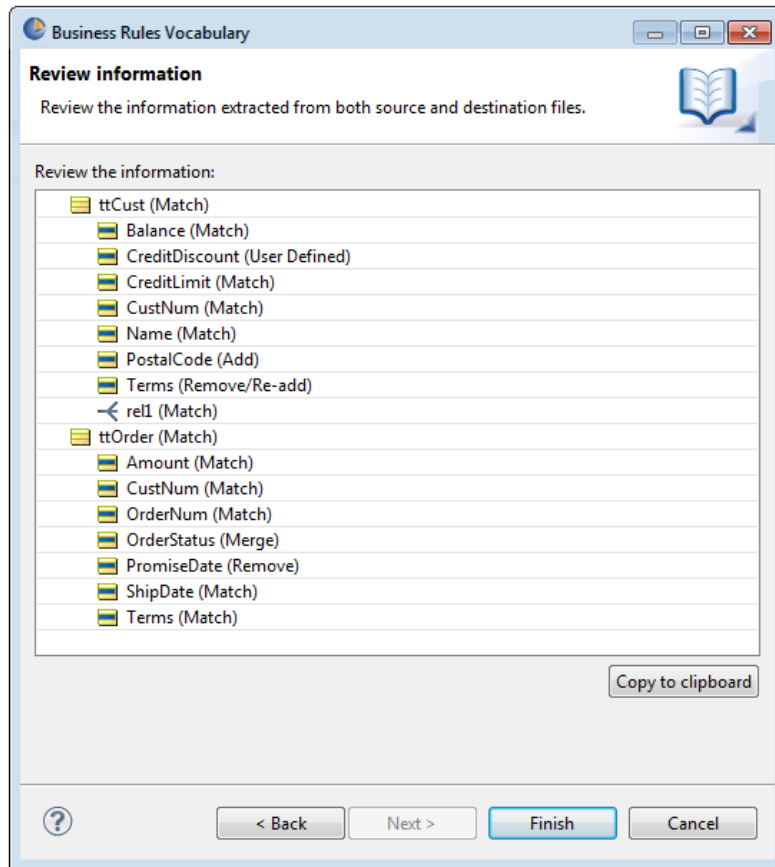 Business Rules Vocabulary
Review information
Review the information extracted from both source and destination files.
Review the information:
ttCust (Match)
Balance (Match)
CreditDiscount (User Defined)
CreditLimit (Match)
CustNum (Match)
Name (Match)
PostalCode (Add)
Terms (Remove/Re-add)
rel1 (Match)
ttOrder (Match)
Amount (Match)
CustNum (Match)
OrderNum (Match)
OrderStatus (Merge)
PromiseDate (Remove)
ShipDate (Match)
Terms (Match)
Copy to clipboard
? < Back Next > Finish Cancel